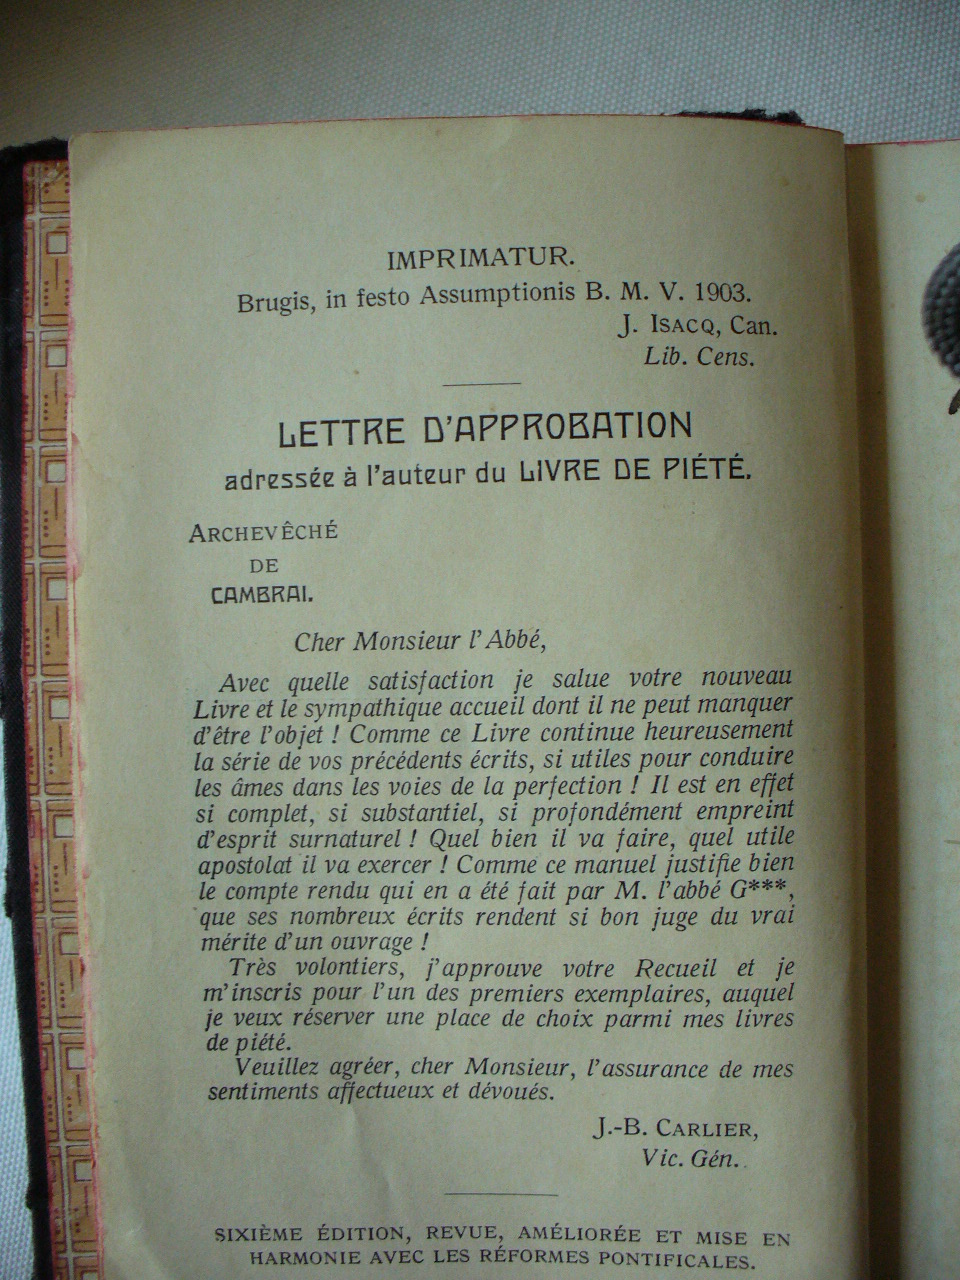 IMPRIMATUR.
Brugis, in festo Assumptionis B. M. V. 1903.
J. ISACQ, Can.
Lib. Cens.
LETTRE D'APPROBATION
adressée à l'auteur du LIVRE DE PIÉTÉ.
ARCHEVÊCHÉ
DE
CAMBRAI.
Cher Monsieur l'Abbé,
Avec quelle satisfaction je salue votre nouveau
Livre et le sympathique accueil dont il ne peut manquer
d'être l'objet ! Comme ce Livre continue heureusement
la série de vos précédents écrits, si utiles pour conduire
les âmes dans les voies de la perfection ! Il est en effet
si complet, si substantiel, si profondément empreint
d'esprit surnaturel ! Quel bien il va faire, quel utile
apostolat il va exercer ! Comme ce manuel justifie bien
le compte rendu qui en a été fait par M. l'abbé G***,
que ses nombreux écrits rendent si bon juge du vrai
mérite d'un ouvrage !
Très volontiers, j'approuve votre Recueil et je
m'inscris pour l'un des premiers exemplaires, auquel
je veux réserver une place de choix parmi mes livres
de piété.
Veuillez agréer, cher Monsieur, l'assurance de mes
sentiments affectueux et dévoués.
J.-B. CARLIER,
Vic. Gén.
SIXIÈME ÉDITION, REVUE, AMÉLIORÉE ET MISE EN
HARMONIE AVEC LES RÉFORMES PONTIFICALES.